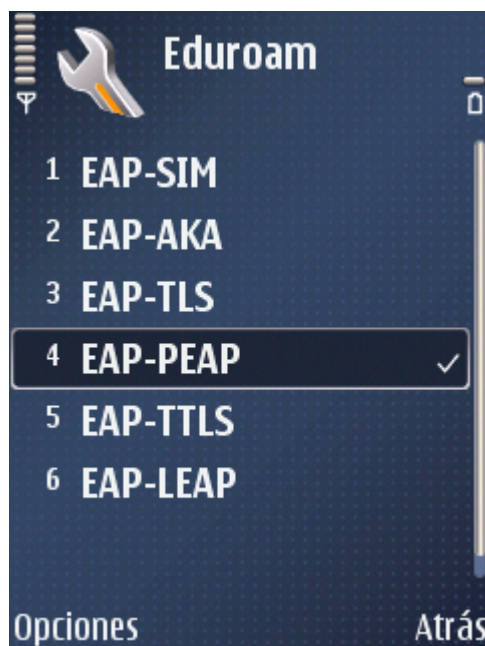 Eduroam
1 EAP-SIM
2 EAP-AKA
3 EAP-TLS
4 EAP-PEAP
5 EAP-TTLS
6 EAP-LEAP
Opciones Atrás